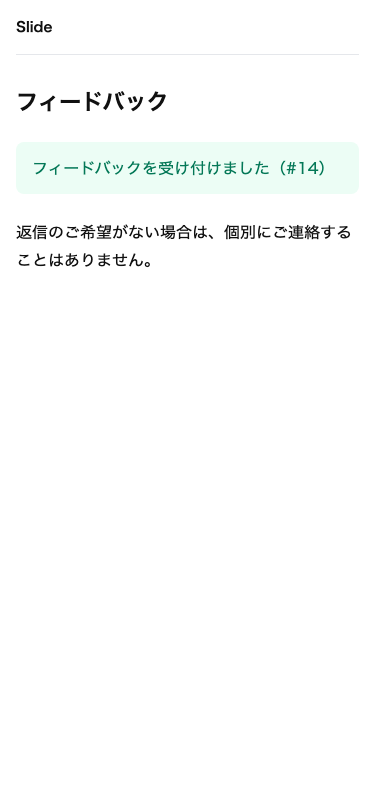 Slide
フィードバック
フィードバックを受け付けました（#14）
返信のご希望がない場合は、個別にご連絡する
ことはありません。